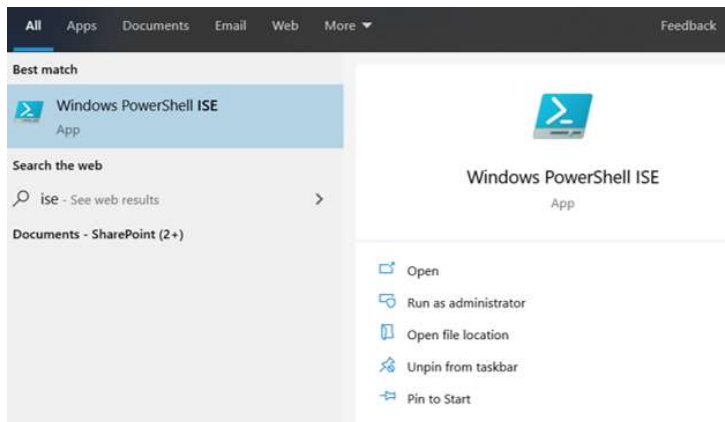 All Apps Documents Email Web More Feedback
Best match
Windows PowerShell ISE
App
Search the web
ise - See web results
Documents - SharePoint (2+)
Windows PowerShell ISE
App
Open
Run as administrator
Open file location
Unpin from taskbar
Pin to Start